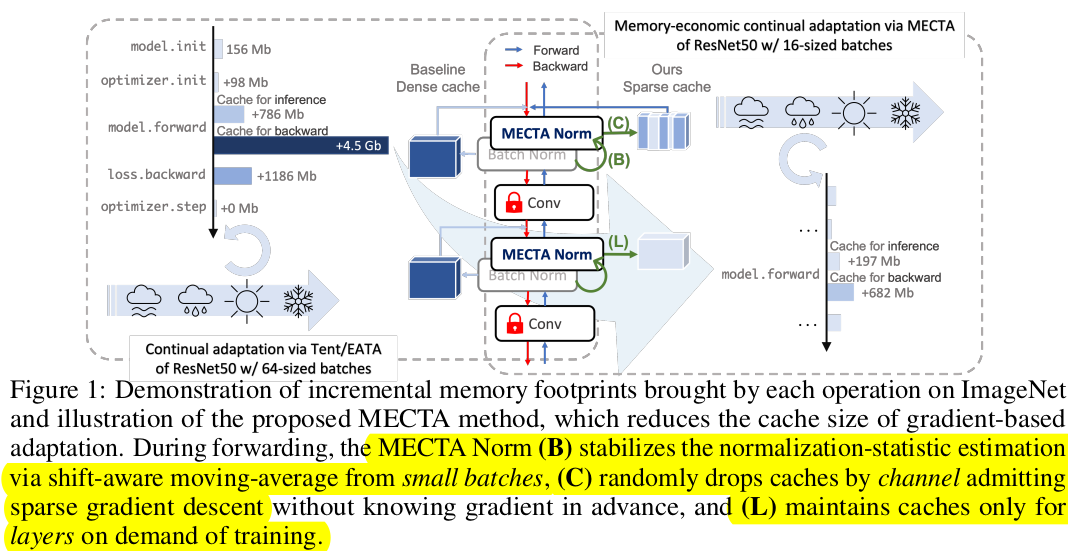 model.init
156 Mb
optimizer.init
+98 Mb
Cache for inference
+786 Mb
model.forward
Cache for backward
+4.5 Gb
loss.backward
+1186 Mb
optimizer.step
+0 Mb
Continual adaptation via Tent/EATA
of ResNet50 w/ 64-sized batches
Forward
Backward
Baseline
Dense cache
Ours
Sparse cache
MECTA Norm
(C)
Batch Norm
(B)
Conv
MECTA Norm
(L)
Batch Norm
Conv
Memory-economic continual adaptation via MECTA
of ResNet50 w/ 16-sized batches
...
Cache for inference
+197 Mb
model.forward
Cache for backward
+682 Mb
...
Figure 1: Demonstration of incremental memory footprints brought by each operation on ImageNet
and illustration of the proposed MECTA method, which reduces the cache size of gradient-based
adaptation. During forwarding, the MECTA Norm (B) stabilizes the normalization-statistic estimation
via shift-aware moving-average from small batches, (C) randomly drops caches by channel admitting
sparse gradient descent without knowing gradient in advance, and (L) maintains caches only for
layers on demand of training.